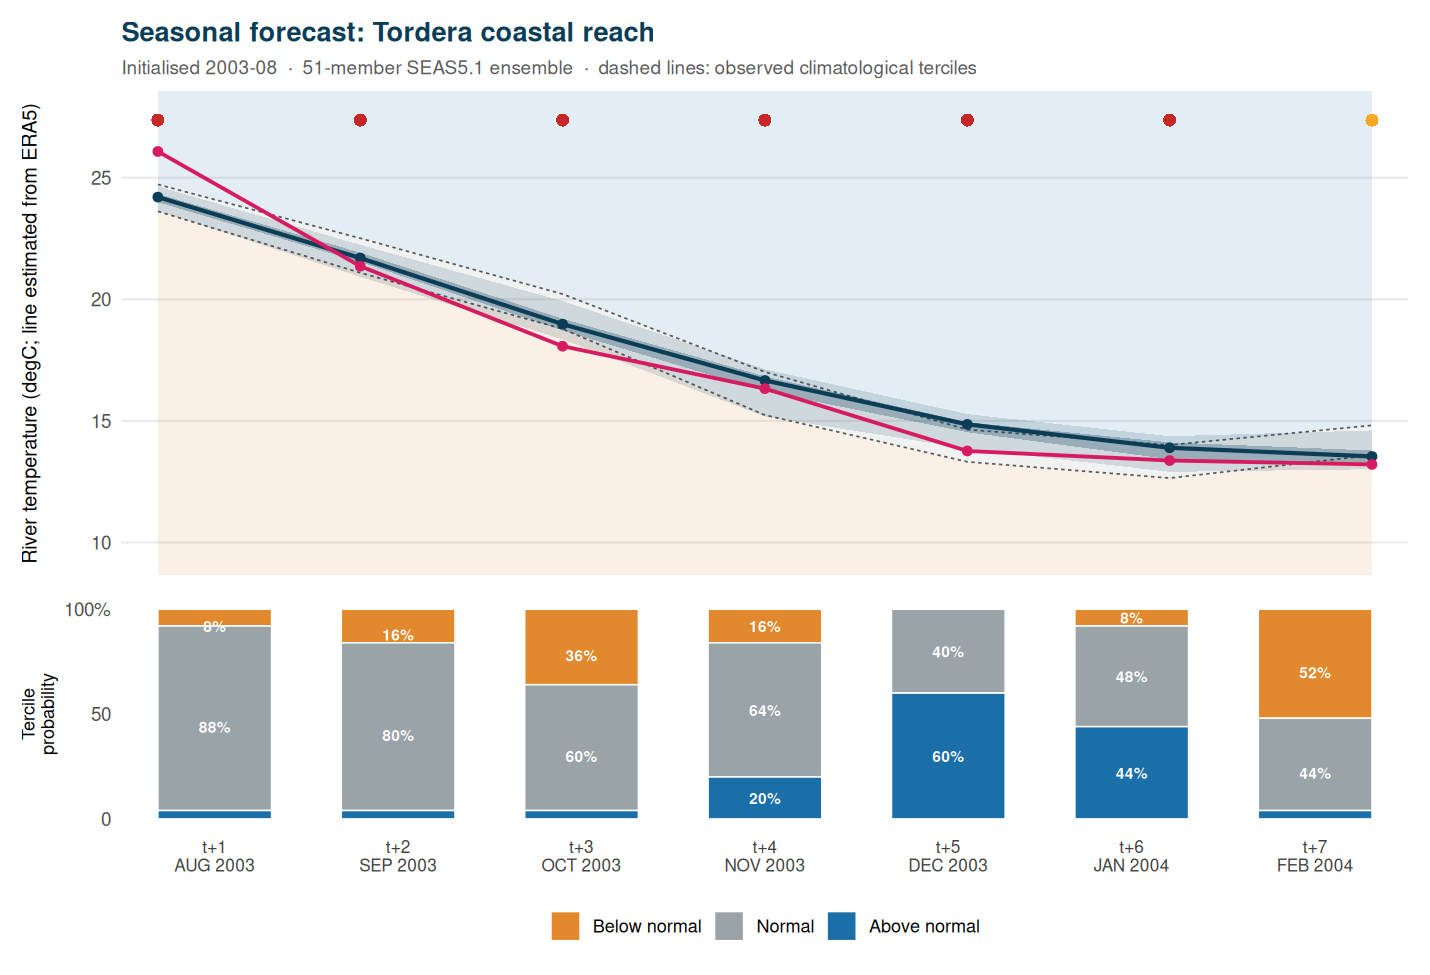 Seasonal forecast: Tordera coastal reach
Initialised 2003-08 · 51-member SEAS5.1 ensemble · dashed lines: observed climatological terciles
River temperature (degC; line estimated from ERA5)
25
20
15
10
Tercile
probability
100%
50
0
8%
88%
16%
80%
36%
60%
16%
64%
20%
40%
60%
8%
48%
44%
52%
44%
t+1
AUG 2003
t+2
SEP 2003
t+3
OCT 2003
t+4
NOV 2003
t+5
DEC 2003
t+6
JAN 2004
t+7
FEB 2004
Below normal
Normal
Above normal